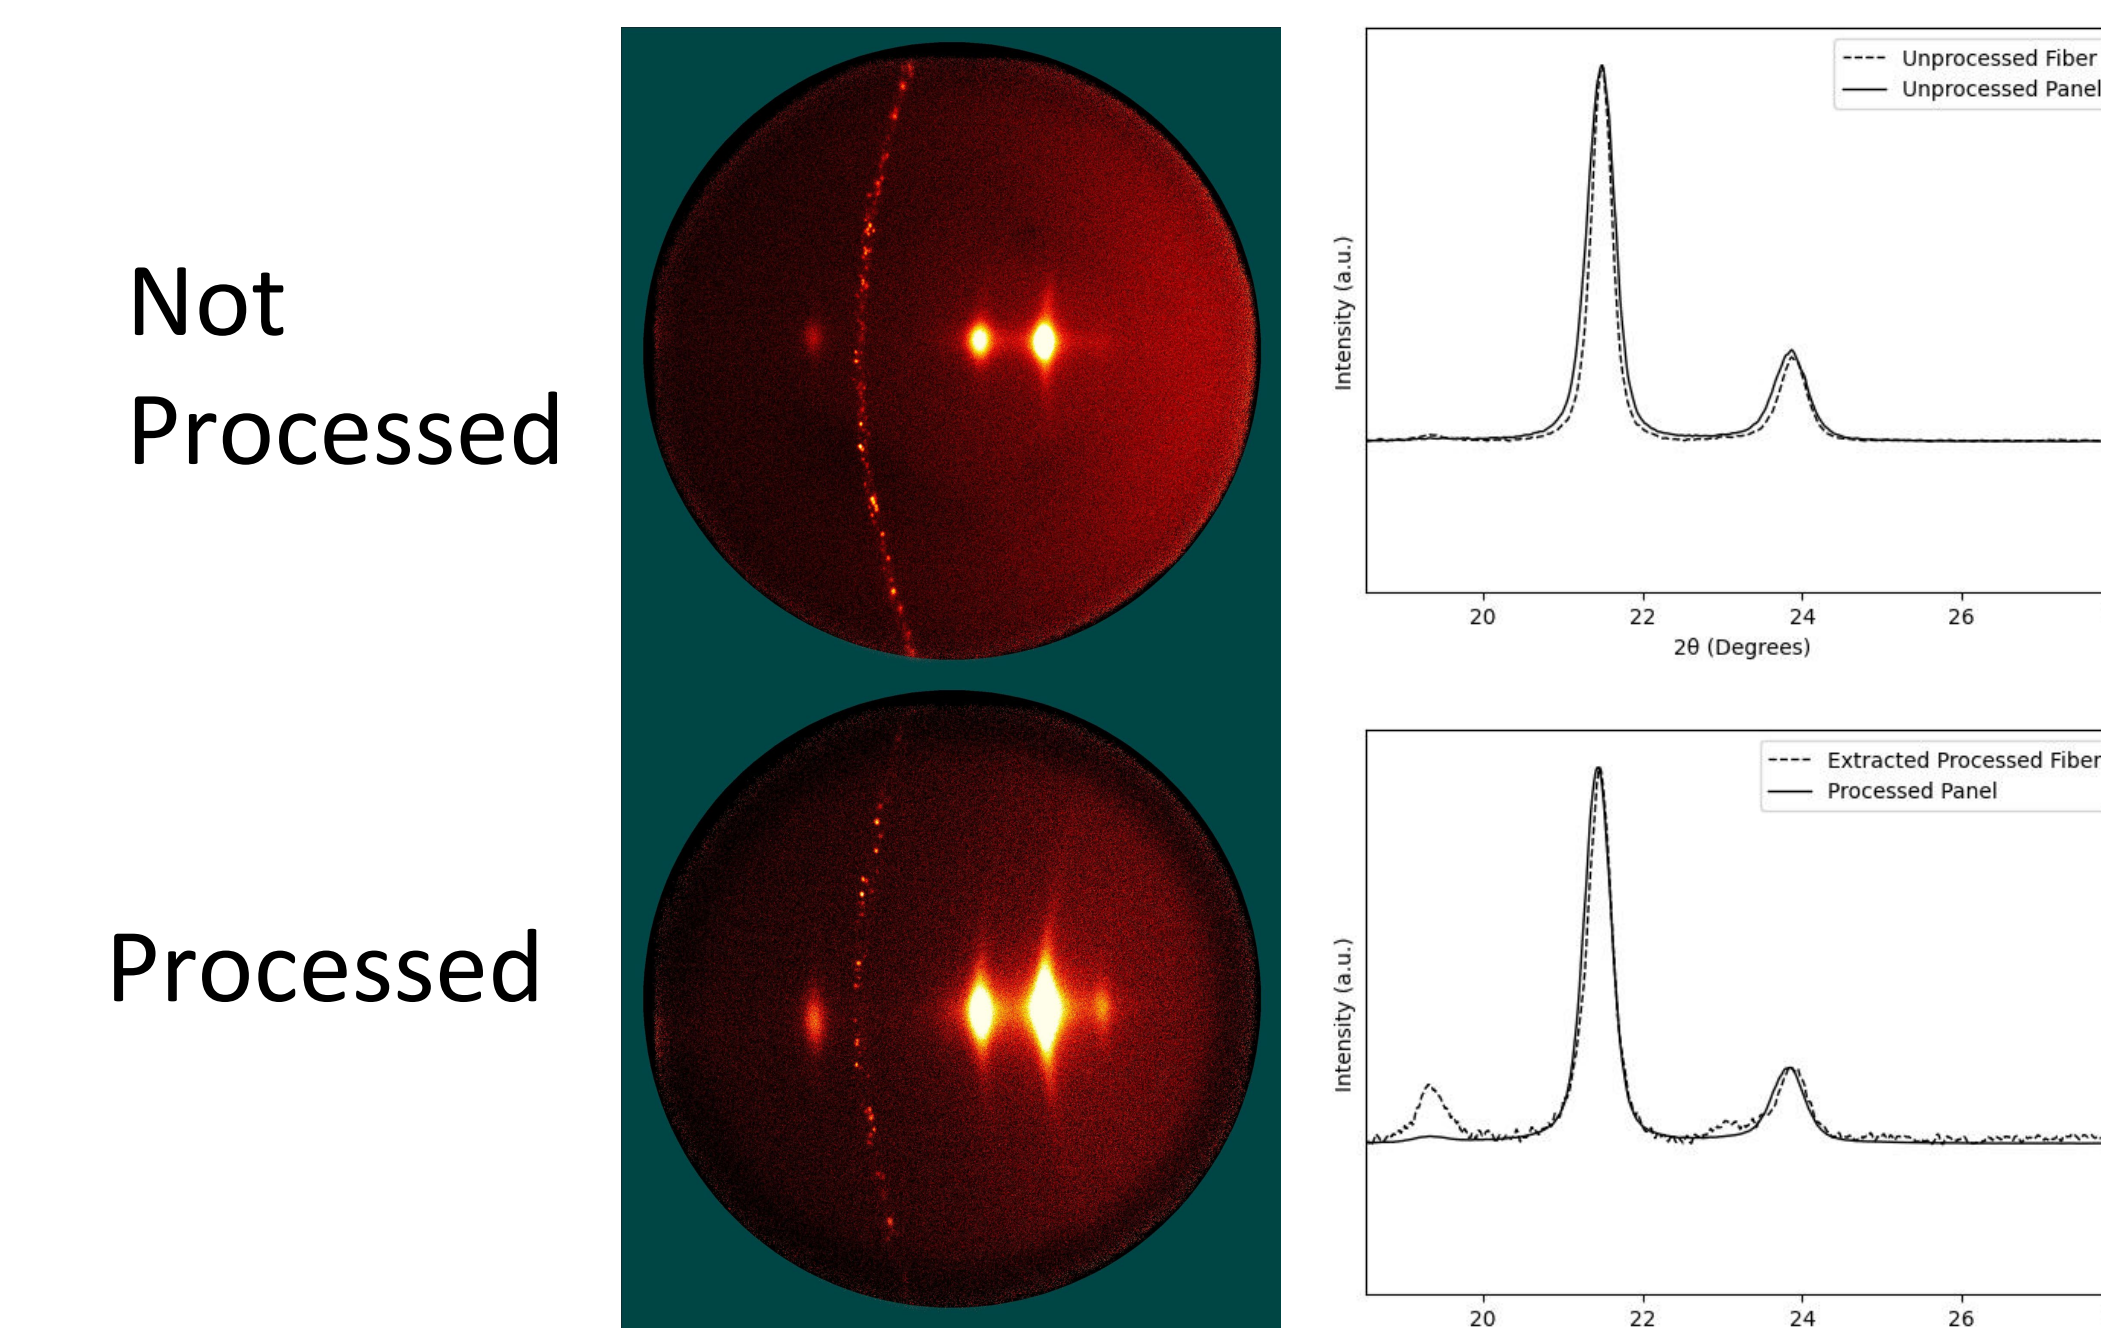 Not
Processed
Unprocessed Fiber
Unprocessed Panel
Intensity (a.u.)
20 22 24 26
2θ (Degrees)
Processed
Extracted Processed Fiber
Processed Panel
Intensity (a.u.)
20 22 24 26